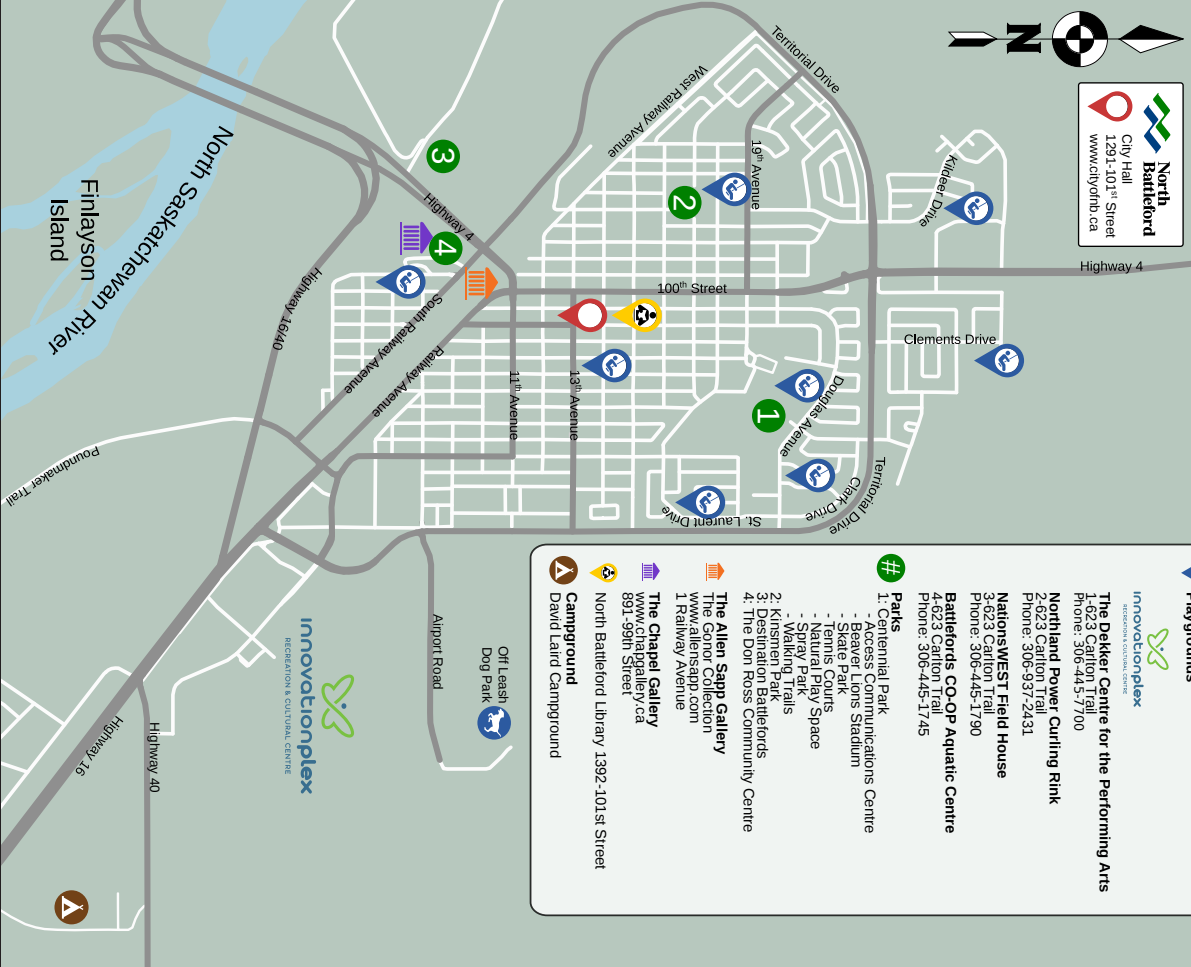 N
North
Battleford
City Hall
1291-101st Street
www.cityofnb.ca
Highway 4
Kildeer Drive
Clements Drive
Territorial Drive
West Railway Avenue
19th Avenue
100th Street
Douglas Avenue
Clark Drive
Territorial Drive
St. Laurent Drive
1
2
3
4
Highway 4
13th Avenue
11th Avenue
Railway Avenue
South Railway Avenue
Highway 16/40
North Saskatchewan River
Finlayson
Island
Poundmaker Trail
Airport Road
Off Leash
Dog Park
innovationplex
RECREATION & CULTURAL CENTRE
Highway 40
Highway 16
Playgrounds
innovationplex
RECREATION & CULTURAL CENTRE
The Dekker Centre for the Performing Arts
1-623 Carlton Trail
Phone: 306-445-7700
Northland Power Curling Rink
2-623 Carlton Trail
Phone: 306-937-2431
NationsWEST Field House
3-623 Carlton Trail
Phone: 306-445-1790
Battlefords CO-OP Aquatic Centre
4-623 Carlton Trail
Phone: 306-445-1745
#
Parks
1: Centennial Park
- Access Communications Centre
- Beaver Lions Stadium
- Skate Park
- Tennis Courts
- Natural Play Space
- Spray Park
- Walking Trails
2: Kinsmen Park
3: Destination Battlefords
4: The Don Ross Community Centre
The Allen Sapp Gallery
The Gonor Collection
www.allensapp.com
1 Railway Avenue
The Chapel Gallery
www.chapgallery.ca
891-99th Street
North Battleford Library 1392-101st Street
Campground
David Laird Campground